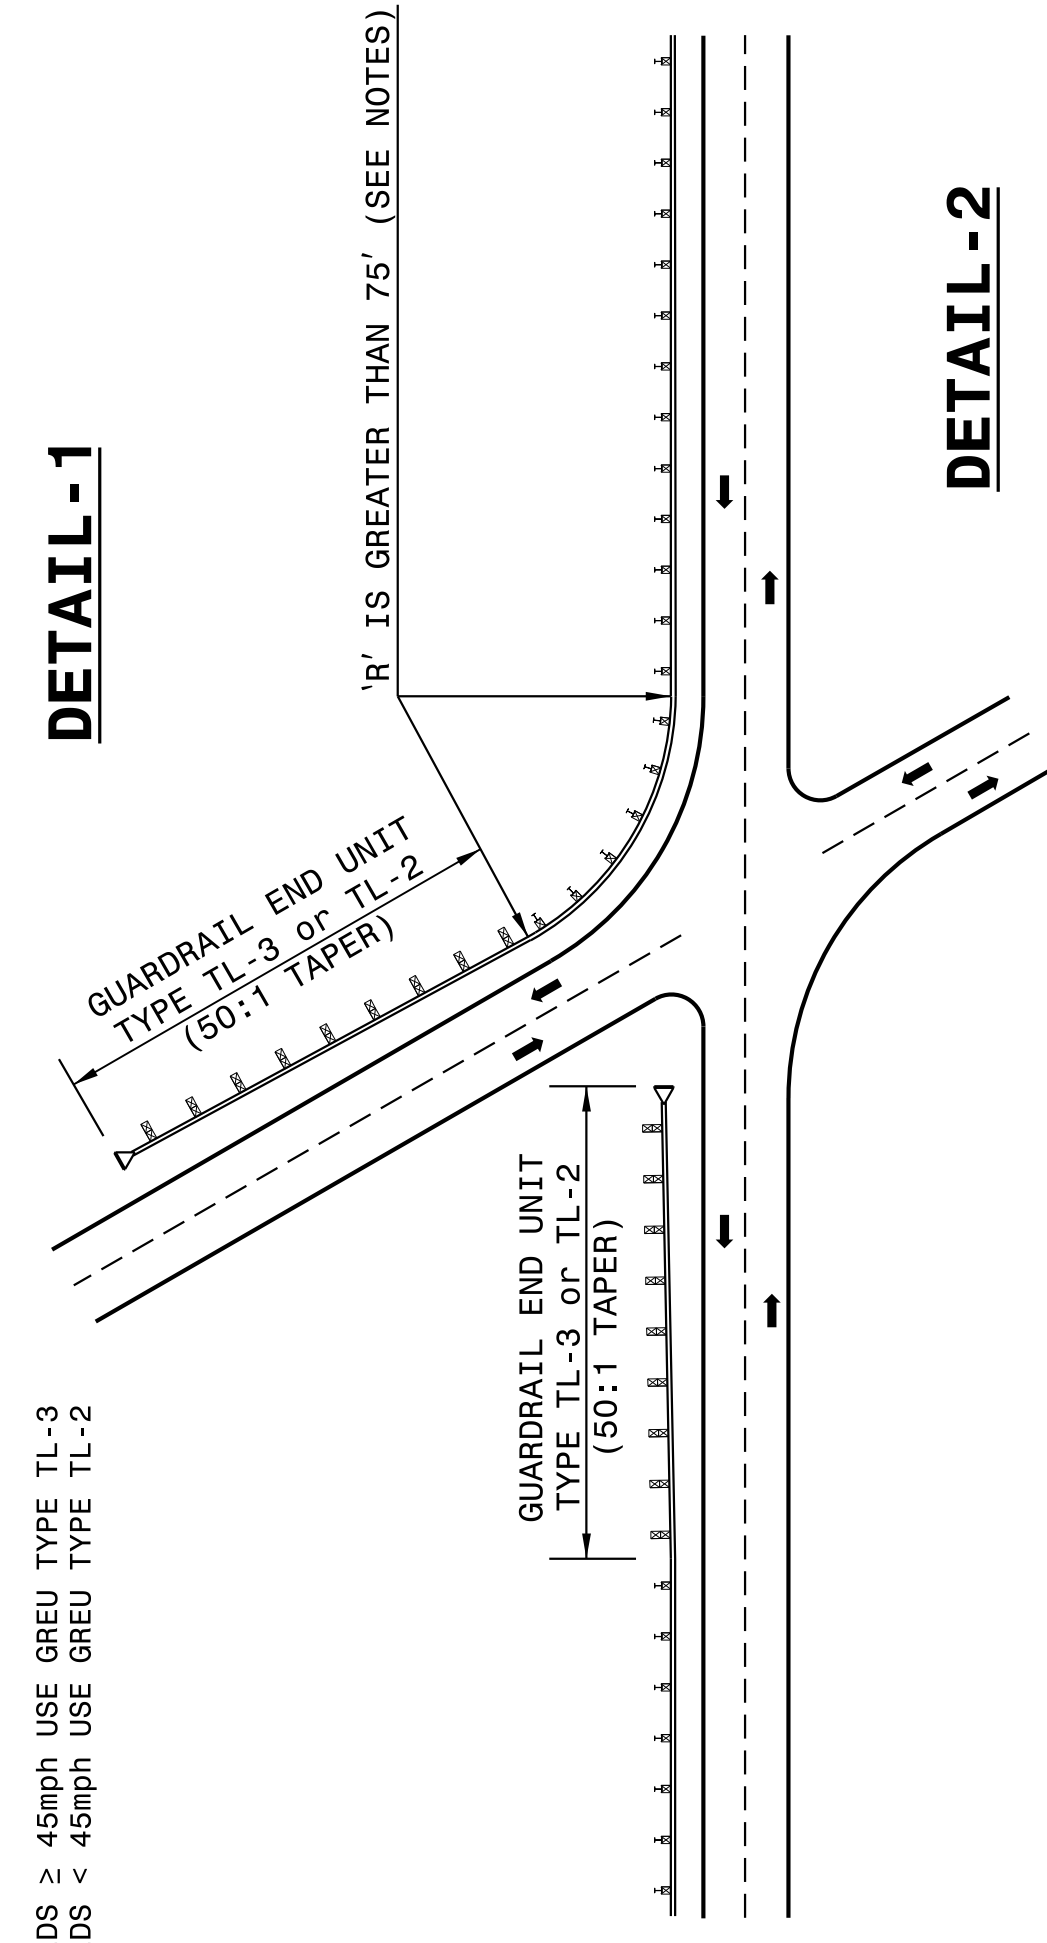 DETAIL-1
'R' IS GREATER THAN 75' (SEE NOTES)
GUARDRAIL END UNIT
TYPE TL-3 or TL-2
(50:1 TAPER)
DS ≥ 45mph USE GREU TYPE TL-3
DS < 45mph USE GREU TYPE TL-2
GUARDRAIL END UNIT
TYPE TL-3 or TL-2
(50:1 TAPER)
DETAIL-2